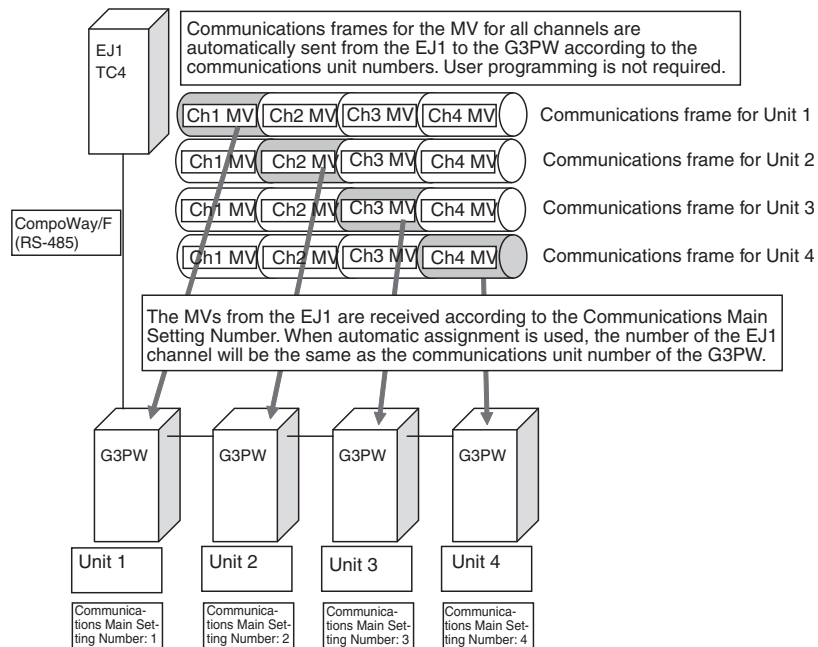 EJ1
TC4
Communications frames for the MV for all channels are
automatically sent from the EJ1 to the G3PW according to the
communications unit numbers. User programming is not required.
Ch1 MV Ch2 MV Ch3 MV Ch4 MV Communications frame for Unit 1
Ch1 MV Ch2 MV Ch3 MV Ch4 MV Communications frame for Unit 2
Ch1 MV Ch2 MV Ch3 MV Ch4 MV Communications frame for Unit 3
Ch1 MV Ch2 MV Ch3 MV Ch4 MV Communications frame for Unit 4
CompoWay/F
(RS-485)
The MVs from the EJ1 are received according to the Communications Main
Setting Number. When automatic assignment is used, the number of the EJ1
channel will be the same as the communications unit number of the G3PW.
G3PW G3PW G3PW G3PW
Unit 1 Unit 2 Unit 3 Unit 4
Communica-
tions Main Set-
ting Number: 1
Communica-
tions Main Set-
ting Number: 2
Communica-
tions Main Set-
ting Number: 3
Communica-
tions Main Set-
ting Number: 4